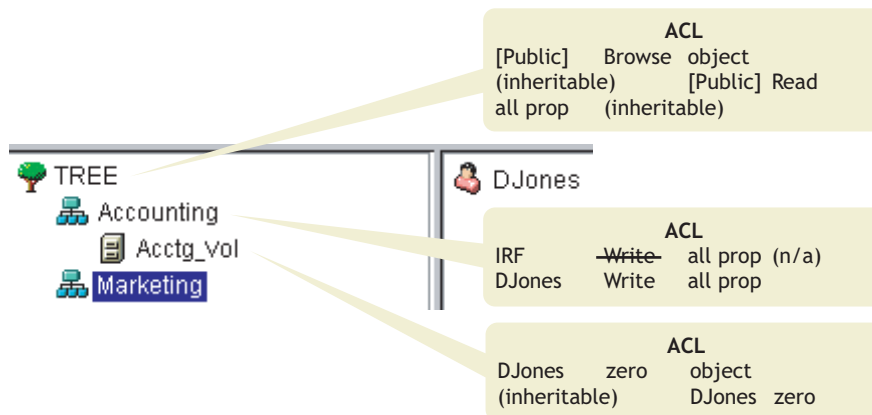 ACL
[Public] Browse object
(inheritable) [Public] Read
all prop (inheritable)
TREE
Accounting
Acctg_Vol
Marketing
DJones
ACL
IRF Write all prop (n/a)
DJones Write all prop
ACL
DJones zero object
(inheritable) DJones zero